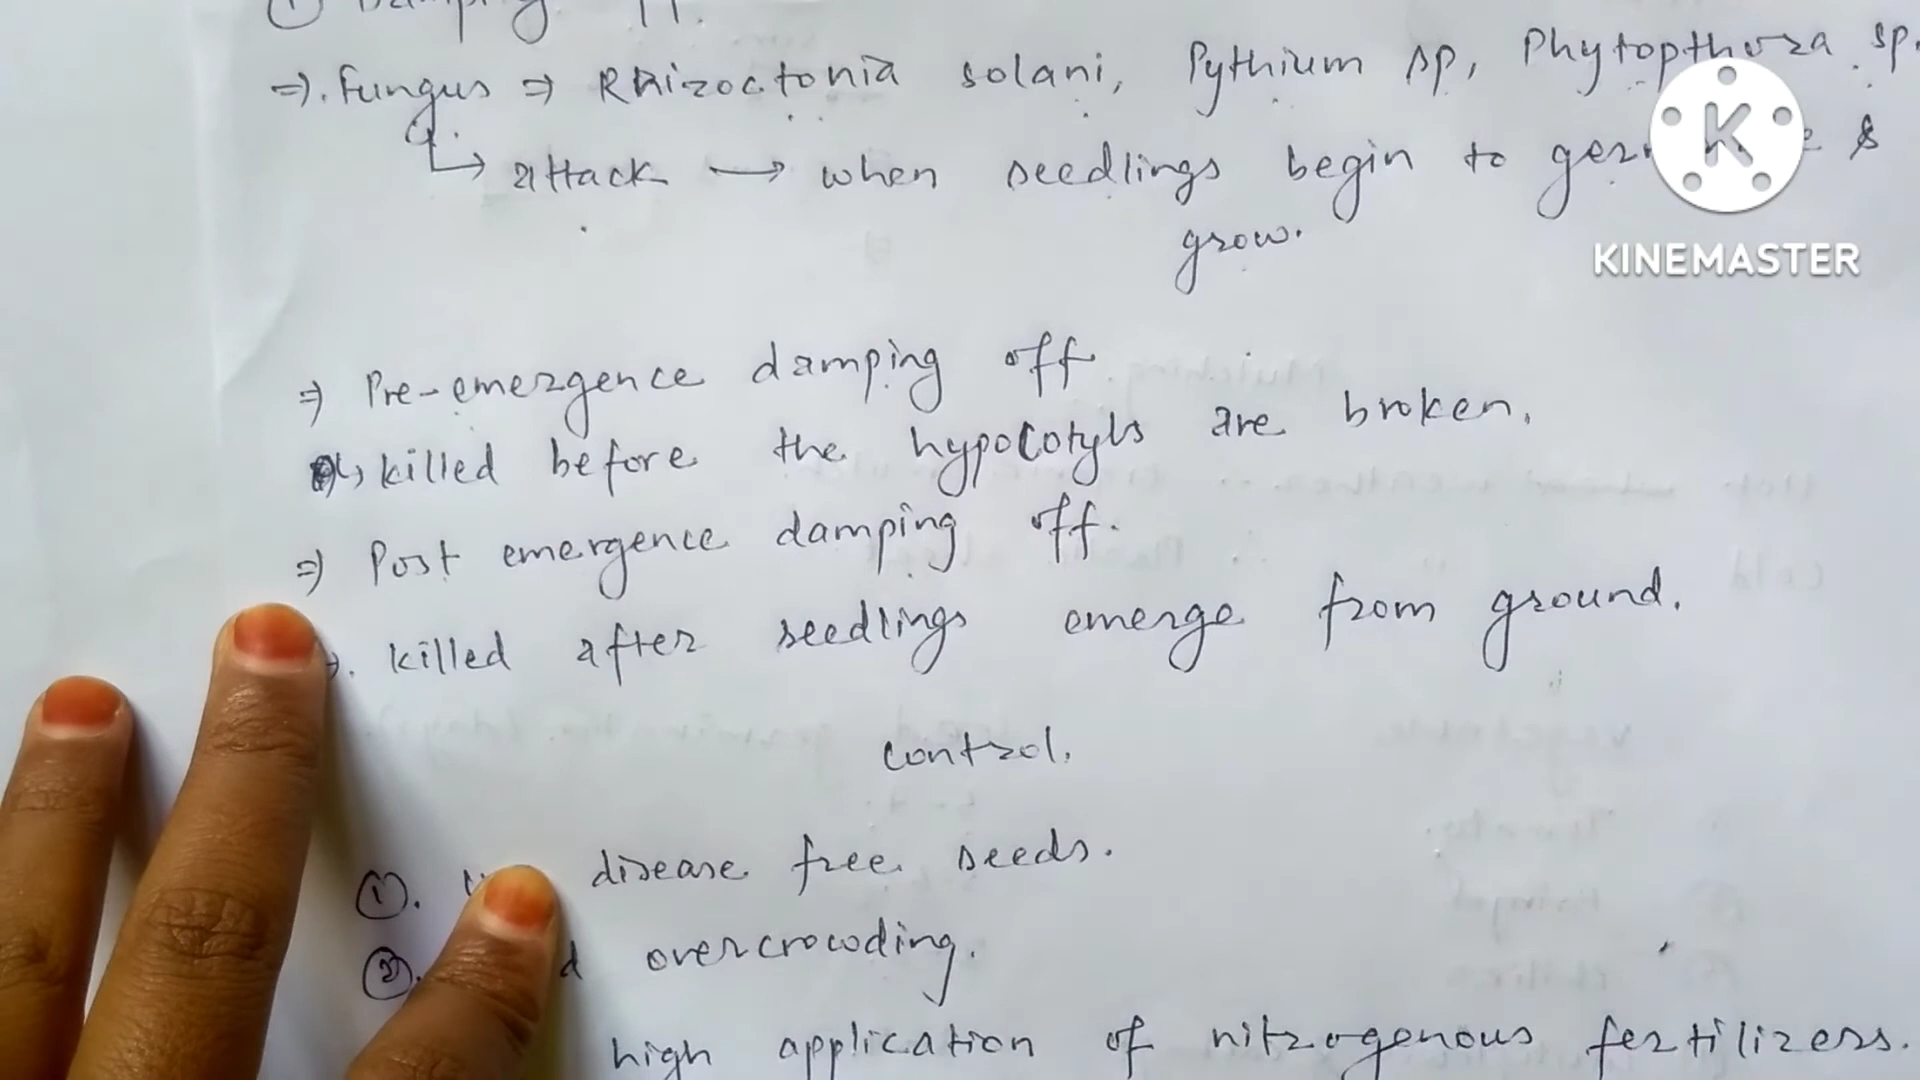 ① Damping
⇒. Fungus ⇒ Rhizoctonia solani, Pythium sp, Phytopthora sp.
↳ attack → when seedlings begin to &
grow.
⇒ Pre-emergence damping off
↳ killed before the hypocotyls are broken.
⇒ Post emergence damping off.
killed after seedlings emerge from ground.
control.
①. disease free seeds.
②. overcrowding.
high application of nitrogenous fertilizers.
K
KINEMASTER